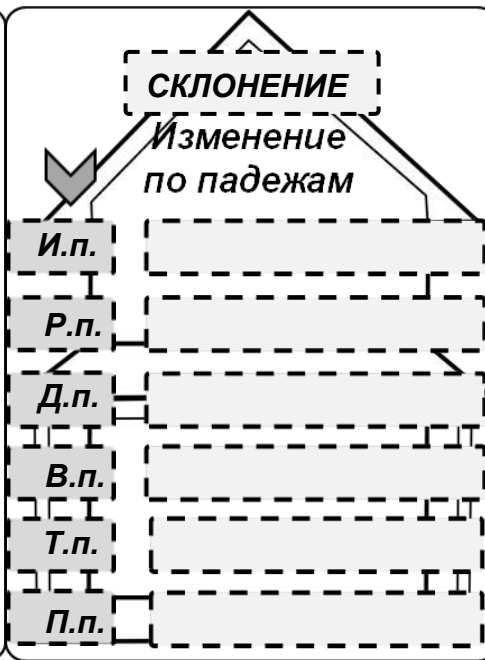 СКЛОНЕНИЕ
Изменение
по падежам
И.п.
Р.п.
Д.п.
В.п.
Т.п.
П.п.